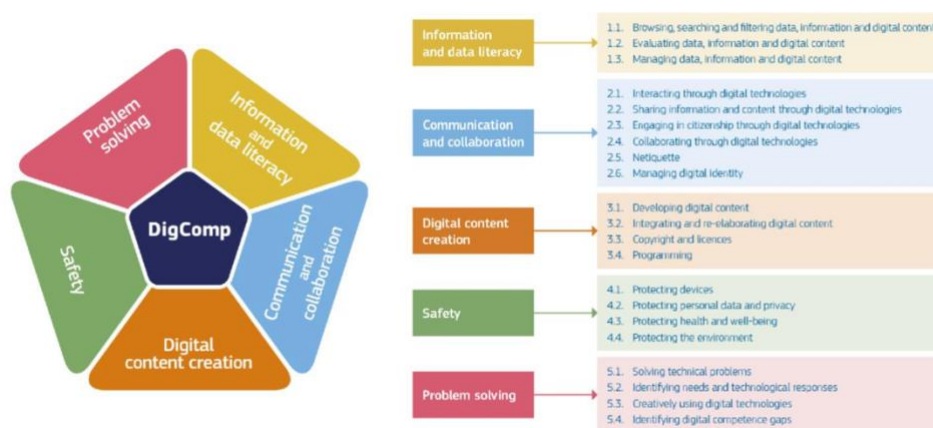 Problem
solving
Information
and
data literacy
DigComp
Safety
Communication
and
collaboration
Digital
content creation
Information
and data literacy
1.1. Browsing, searching and filtering data, information and digital content
1.2. Evaluating data, information and digital content
1.3. Managing data, information and digital content
Communication
and collaboration
2.1. Interacting through digital technologies
2.2. Sharing information and content through digital technologies
2.3. Engaging in citizenship through digital technologies
2.4. Collaborating through digital technologies
2.5. Netiquette
2.6. Managing digital identity
Digital content
creation
3.1. Developing digital content
3.2. Integrating and re-elaborating digital content
3.3. Copyright and licences
3.4. Programming
Safety
4.1. Protecting devices
4.2. Protecting personal data and privacy
4.3. Protecting health and well-being
4.4. Protecting the environment
Problem solving
5.1. Solving technical problems
5.2. Identifying needs and technological responses
5.3. Creatively using digital technologies
5.4. Identifying digital competence gaps